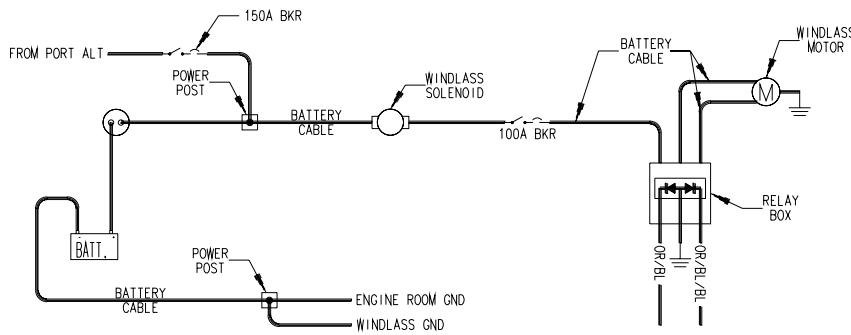 150A BKR
FROM PORT ALT
POWER
POST
WINDLASS
SOLENOID
BATTERY
CABLE
WINDLASS
MOTOR
M
BATTERY
CABLE
100A BKR
RELAY
BOX
BATT.
POWER
POST
OR/BL
OR/BL/BL
BATTERY
CABLE
ENGINE ROOM GND
WINDLASS GND